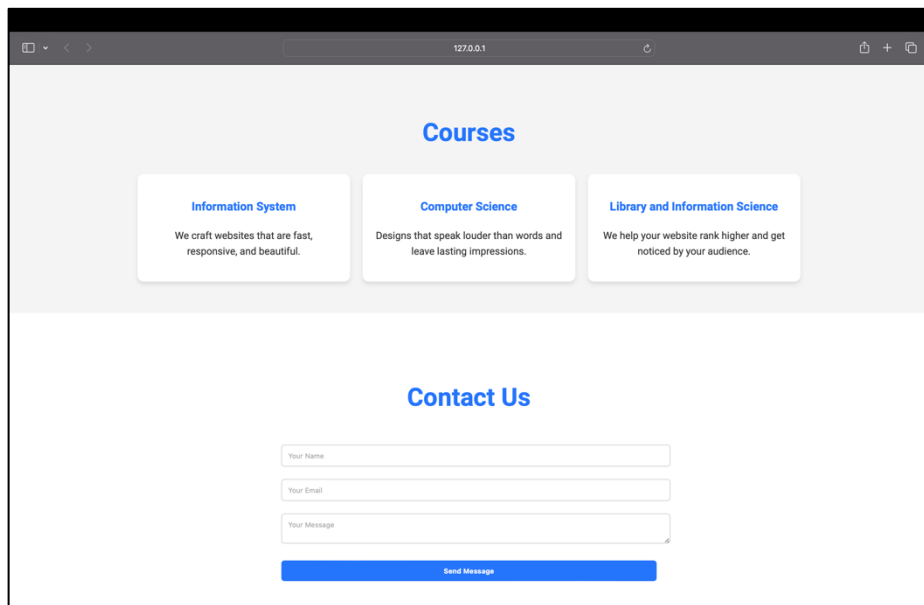 127.0.0.1
Courses
Information System
We craft websites that are fast,
responsive, and beautiful.
Computer Science
Designs that speak louder than words and
leave lasting impressions.
Library and Information Science
We help your website rank higher and get
noticed by your audience.
Contact Us
Your Name
Your Email
Your Message
Send Message